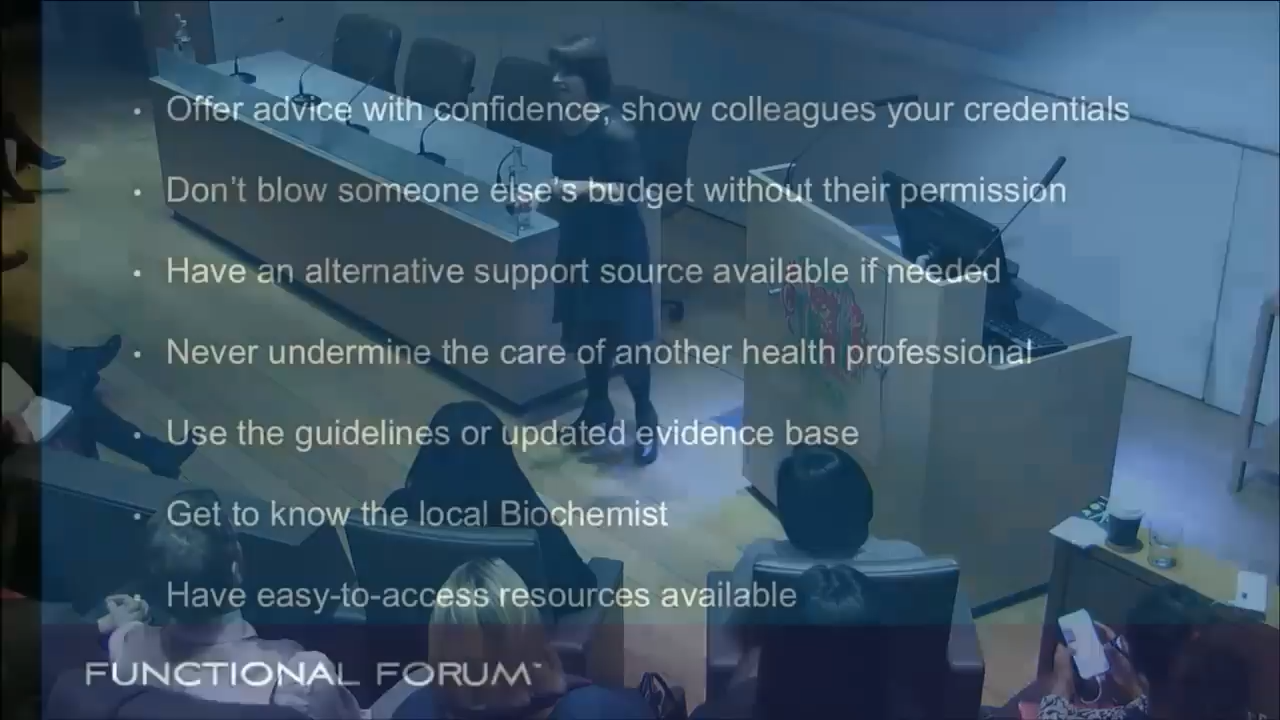 • Offer advice with confidence, show colleagues your credentials
• Don’t blow someone else’s budget without their permission
• Have an alternative support source available if needed
• Never undermine the care of another health professional
• Use the guidelines or updated evidence base
• Get to know the local Biochemist
• Have easy-to-access resources available
FUNCTIONAL FORUM™